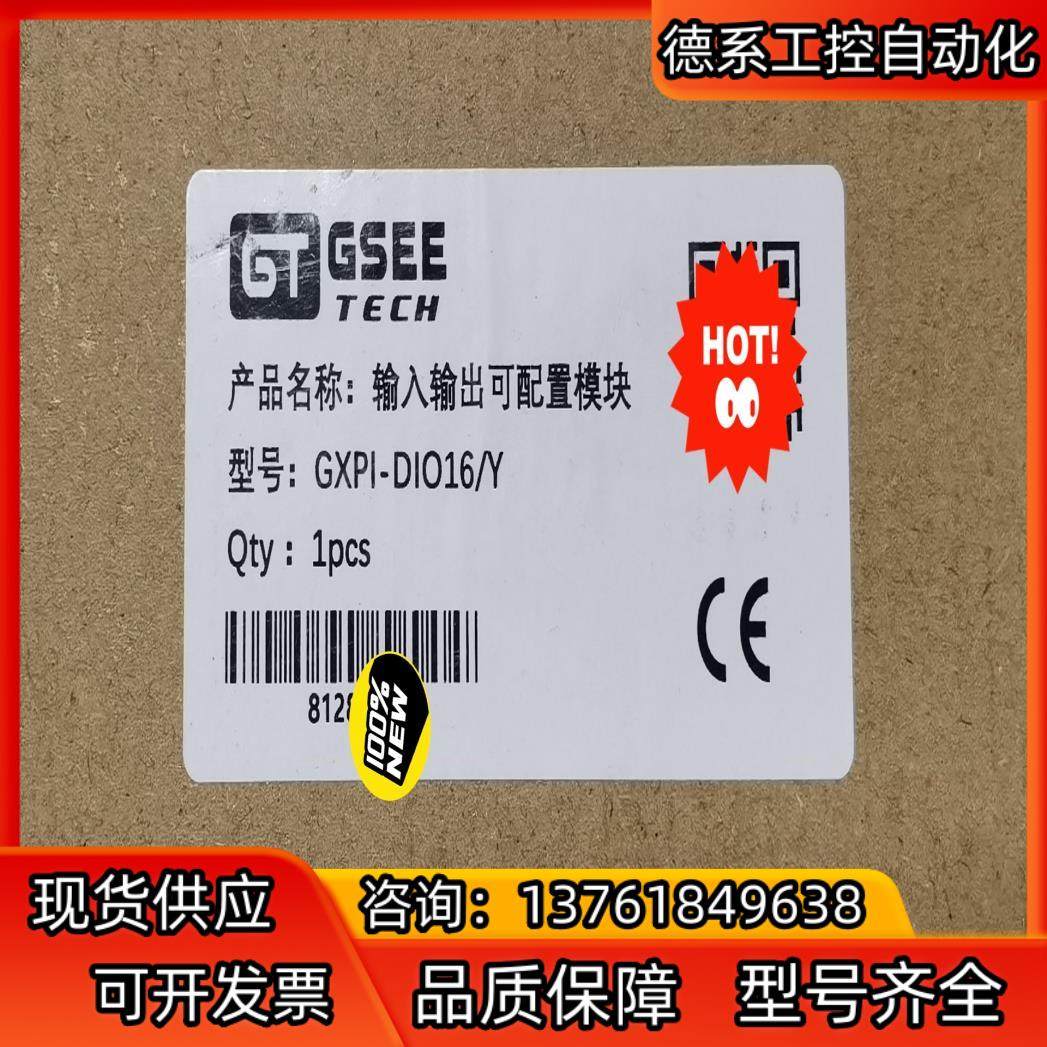 德系工控自动化
GT
GSEE
TECH
产品名称：输入输出可配置模块
型号：GXPI-DIO16/Y
Qty：1pcs
HOT!
CE
100%
NEW
现货供应
咨询：13761849638
可开发票
品质保障
型号齐全